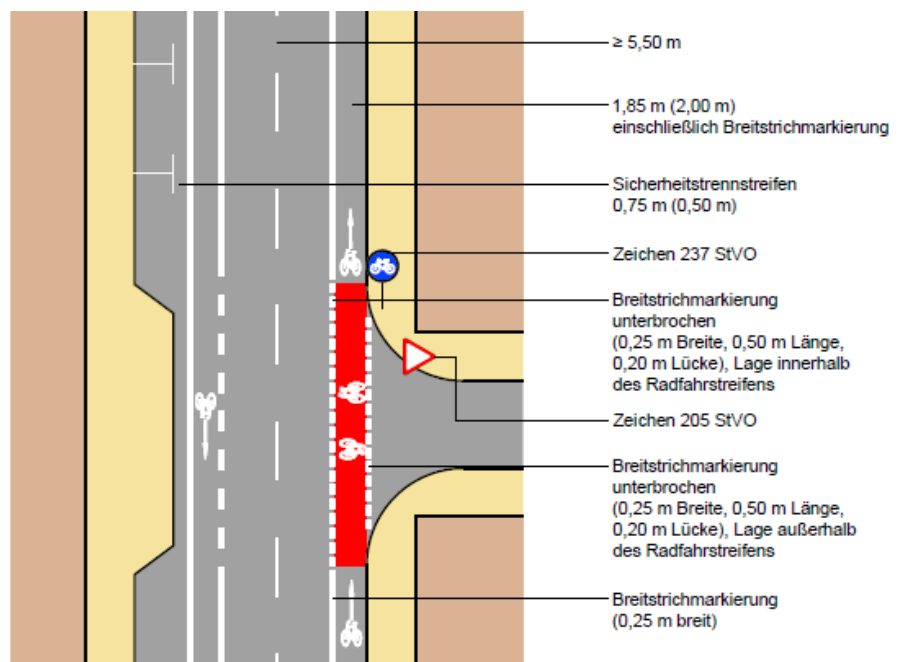 ≥ 5,50 m
1,85 m (2,00 m)
einschließlich Breitstrichmarkierung
Sicherheitstrennstreifen
0,75 m (0,50 m)
Zeichen 237 StVO
Breitstrichmarkierung
unterbrochen
(0,25 m Breite, 0,50 m Länge,
0,20 m Lücke), Lage innerhalb
des Radfahrstreifens
Zeichen 205 StVO
Breitstrichmarkierung
unterbrochen
(0,25 m Breite, 0,50 m Länge,
0,20 m Lücke), Lage außerhalb
des Radfahrstreifens
Breitstrichmarkierung
(0,25 m breit)